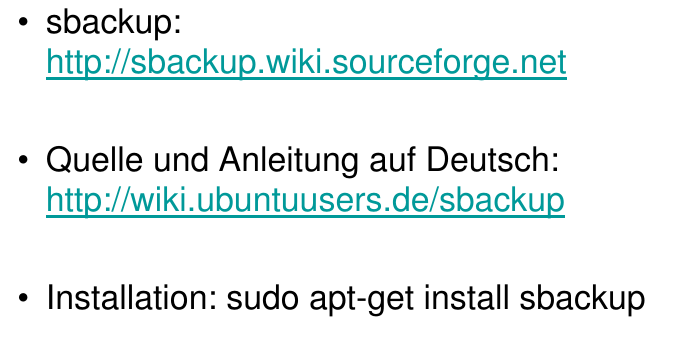 • sbackup:
http://sbackup.wiki.sourceforge.net
• Quelle und Anleitung auf Deutsch:
http://wiki.ubuntuusers.de/sbackup
• Installation: sudo apt-get install sbackup